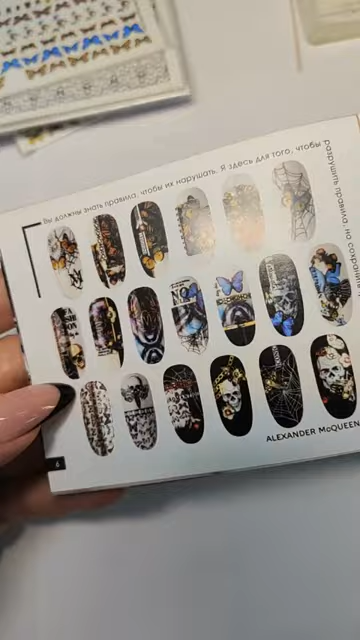 Вы должны знать правила, чтобы их нарушать. Я здесь для того, чтобы
разрушить правила, но сохранить
ALEXANDER McQUEEN
6